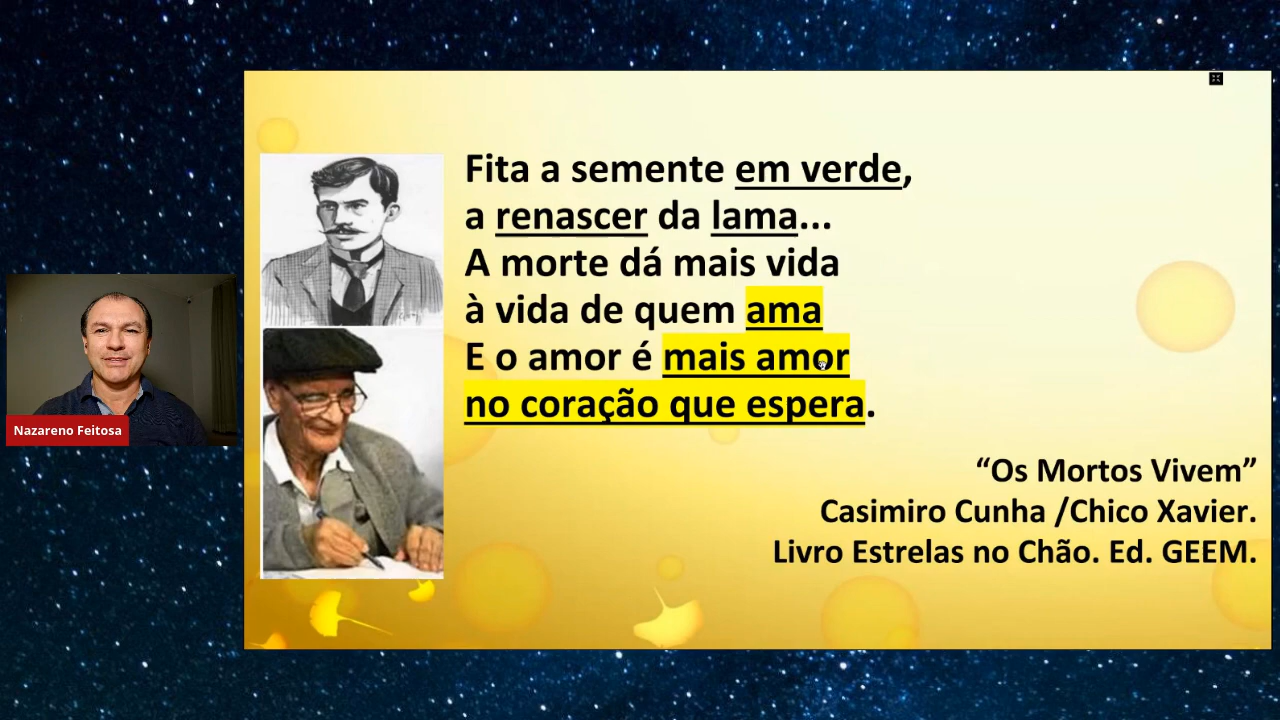 Fita a semente em verde,
a renascer da lama...
A morte dá mais vida
à vida de quem ama
E o amor é mais amor
no coração que espera.
“Os Mortos Vivem”
Casimiro Cunha /Chico Xavier.
Livro Estrelas no Chão. Ed. GEEM.
Nazareno Feitosa